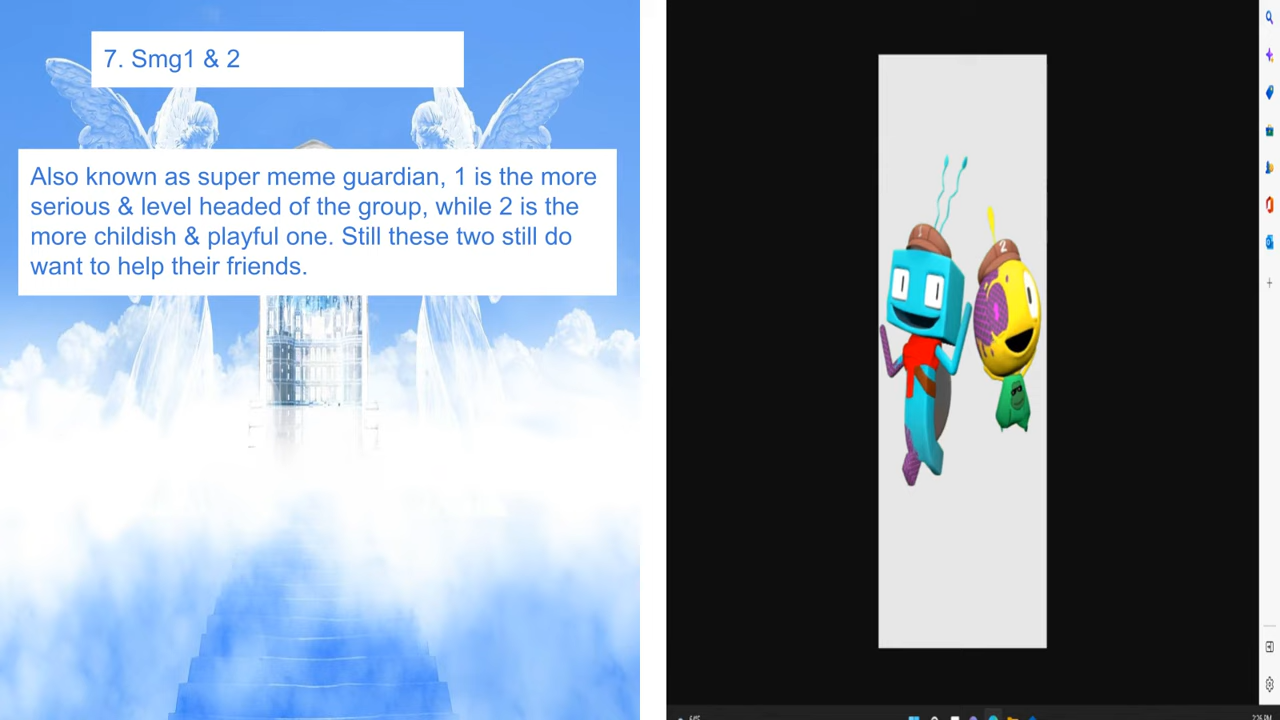 7. Smg1 & 2
Also known as super meme guardian, 1 is the more
serious & level headed of the group, while 2 is the
more childish & playful one. Still these two still do
want to help their friends.
1
2